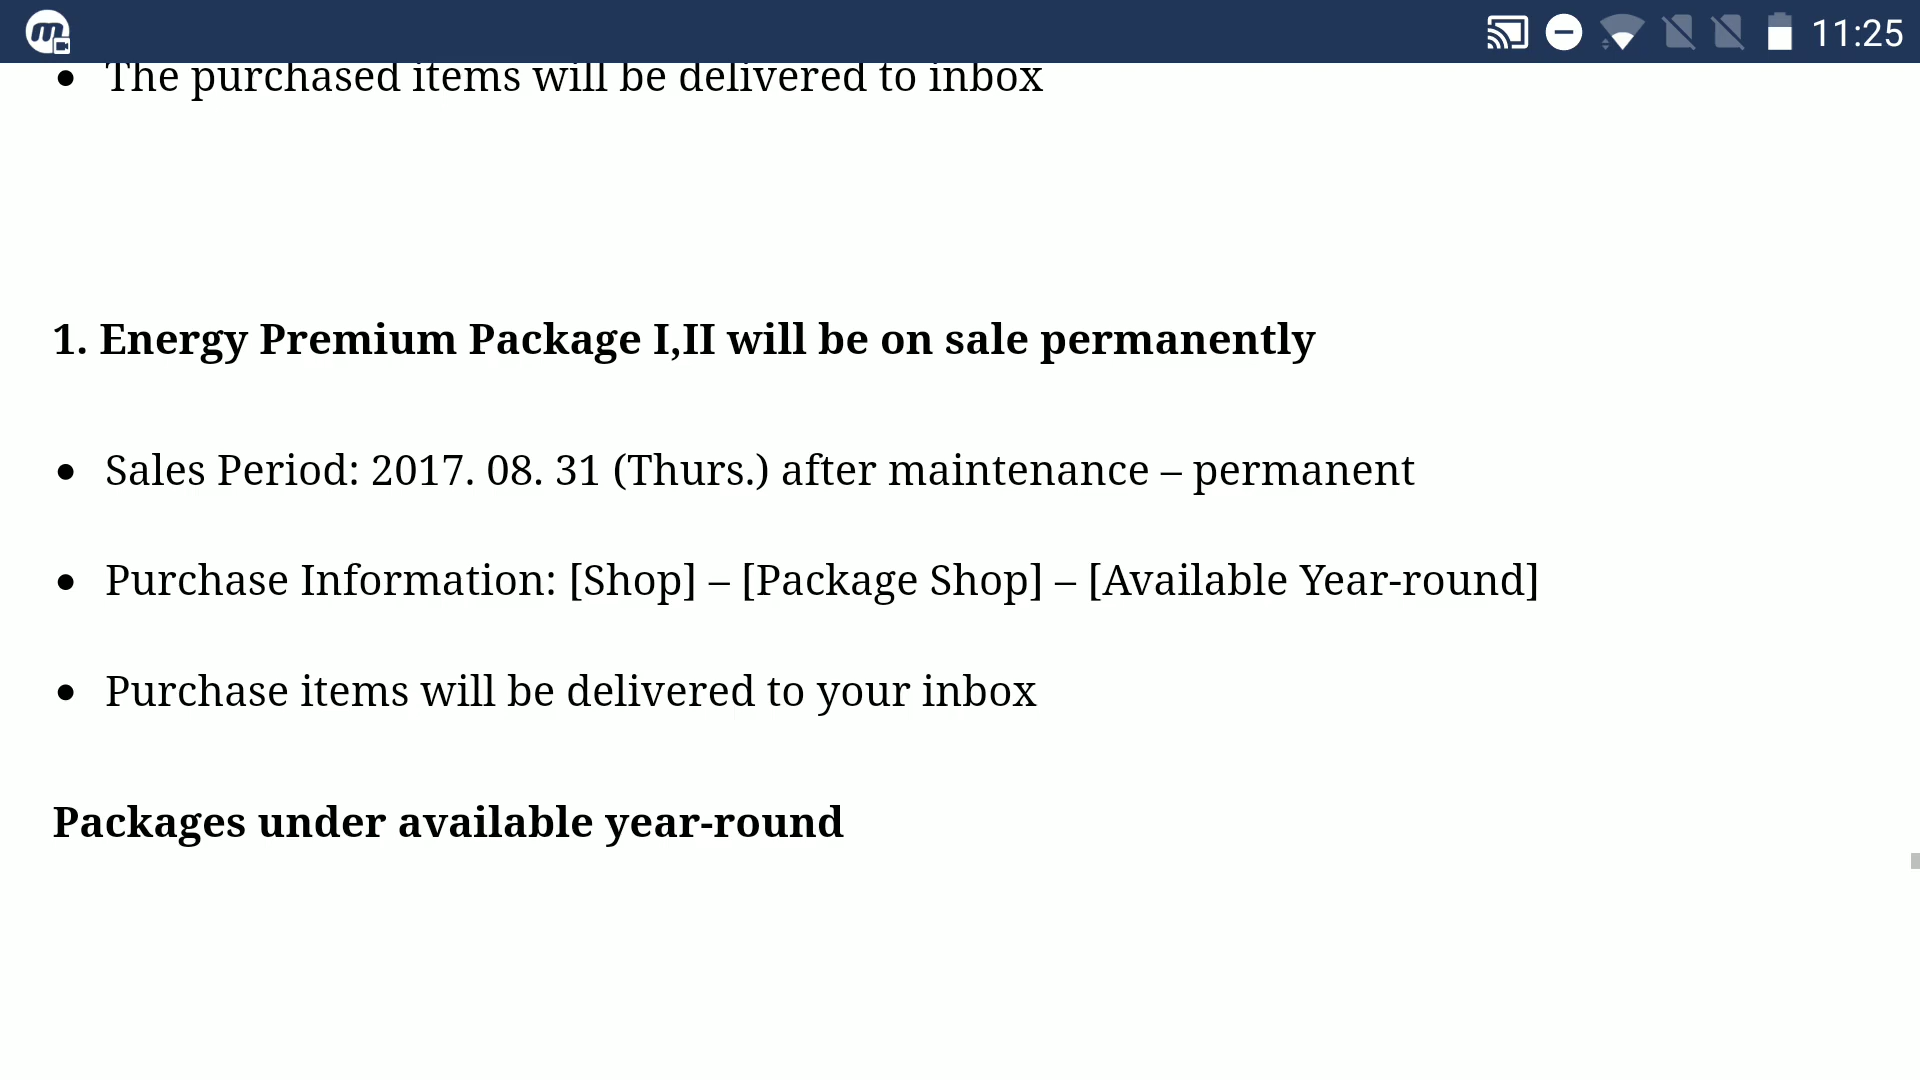 11:25
• The purchased items will be delivered to inbox
1. Energy Premium Package I,II will be on sale permanently
• Sales Period: 2017. 08. 31 (Thurs.) after maintenance – permanent
• Purchase Information: [Shop] – [Package Shop] – [Available Year-round]
• Purchase items will be delivered to your inbox
Packages under available year-round